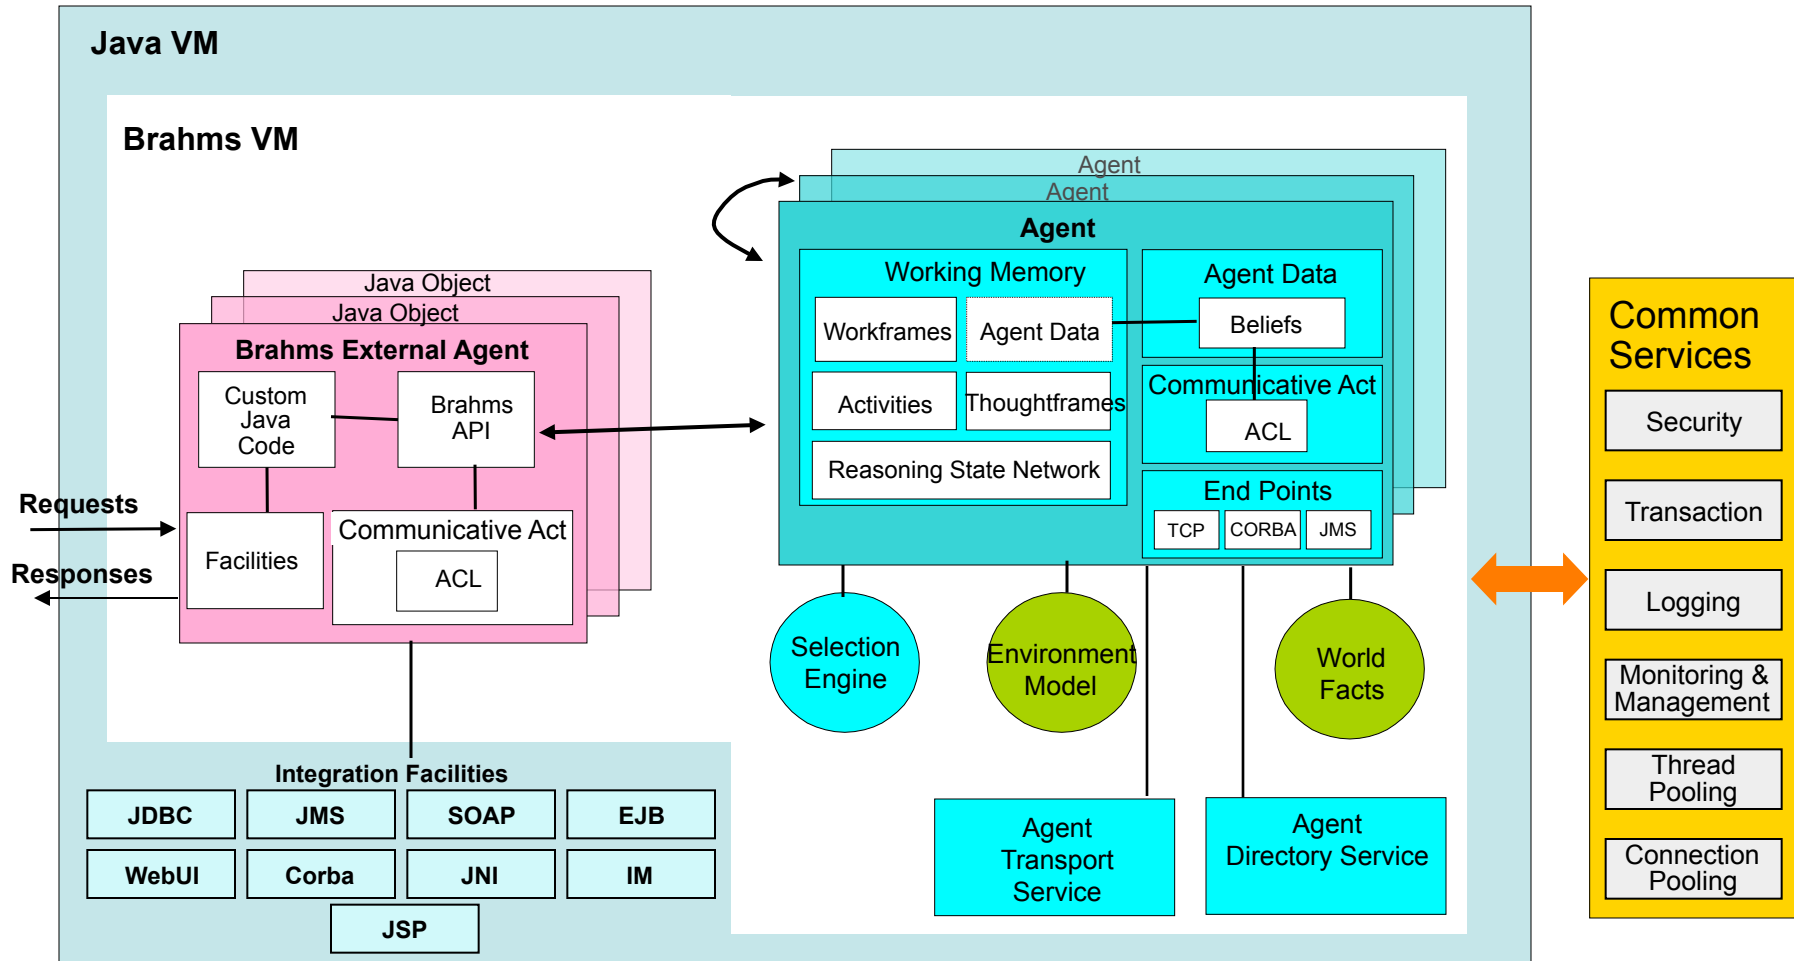 Java VM
Brahms VM
Agent
Agent
Agent
Working Memory
Workframes
Agent Data
Activities
Thoughtframes
Reasoning State Network
Agent Data
Beliefs
Communicative Act
ACL
End Points
TCP
CORBA
JMS
Java Object
Java Object
Brahms External Agent
Custom
Java
Code
Brahms
API
Requests
Responses
Facilities
Communicative Act
ACL
Selection
Engine
Environment
Model
World
Facts
Integration Facilities
JDBC
JMS
SOAP
EJB
WebUI
Corba
JNI
IM
JSP
Agent
Transport
Service
Agent
Directory Service
Common
Services
Security
Transaction
Logging
Monitoring &
Management
Thread
Pooling
Connection
Pooling